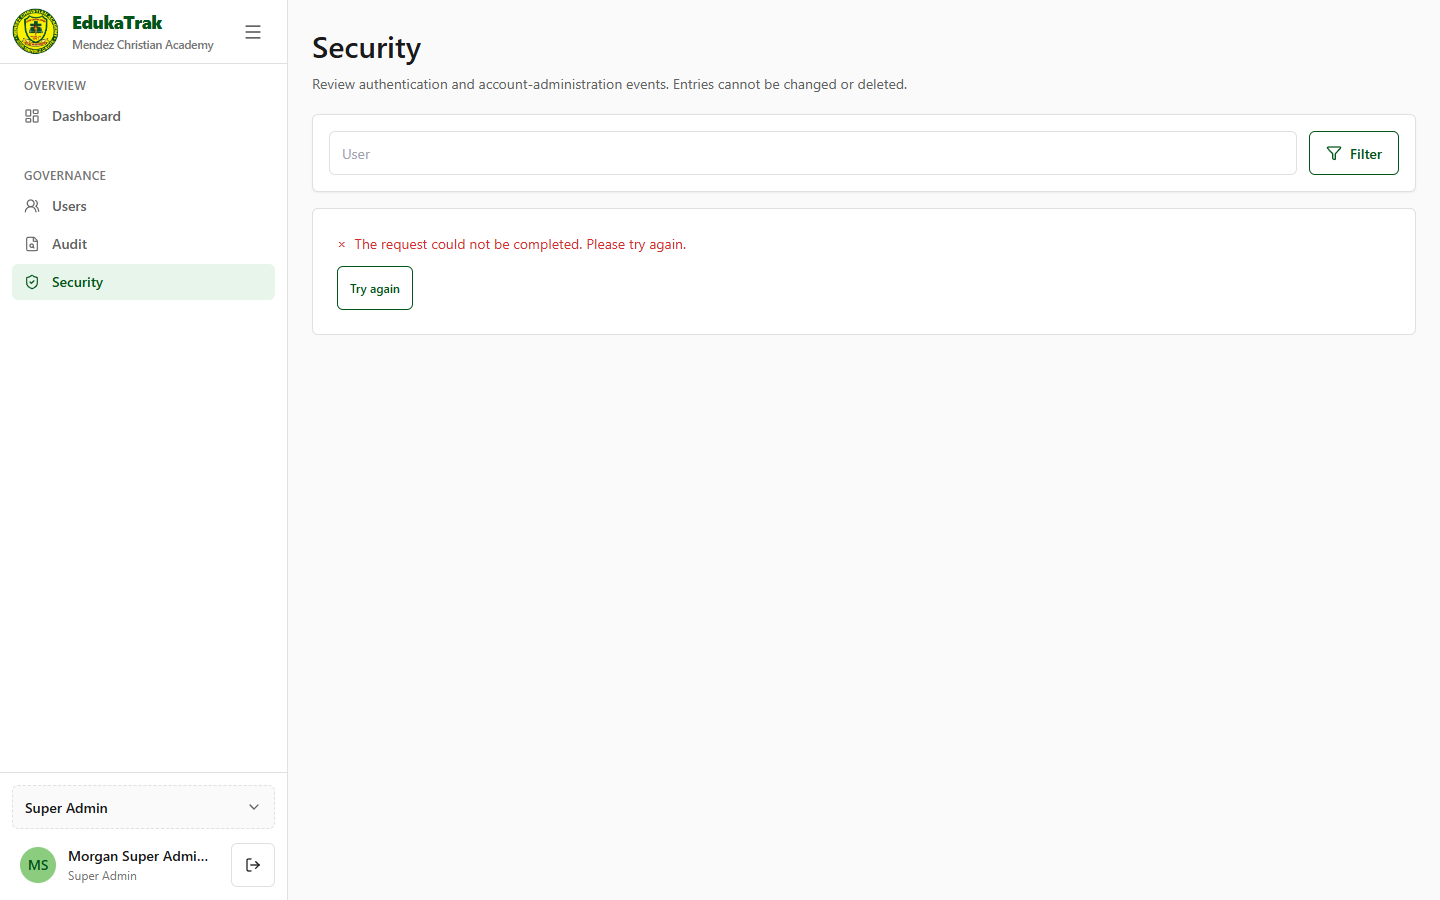 EdukaTrak
Mendez Christian Academy
OVERVIEW
Dashboard
GOVERNANCE
Users
Audit
Security
Super Admin
MS
Morgan Super Admi...
Super Admin
Security
Review authentication and account-administration events. Entries cannot be changed or deleted.
User
Filter
× The request could not be completed. Please try again.
Try again